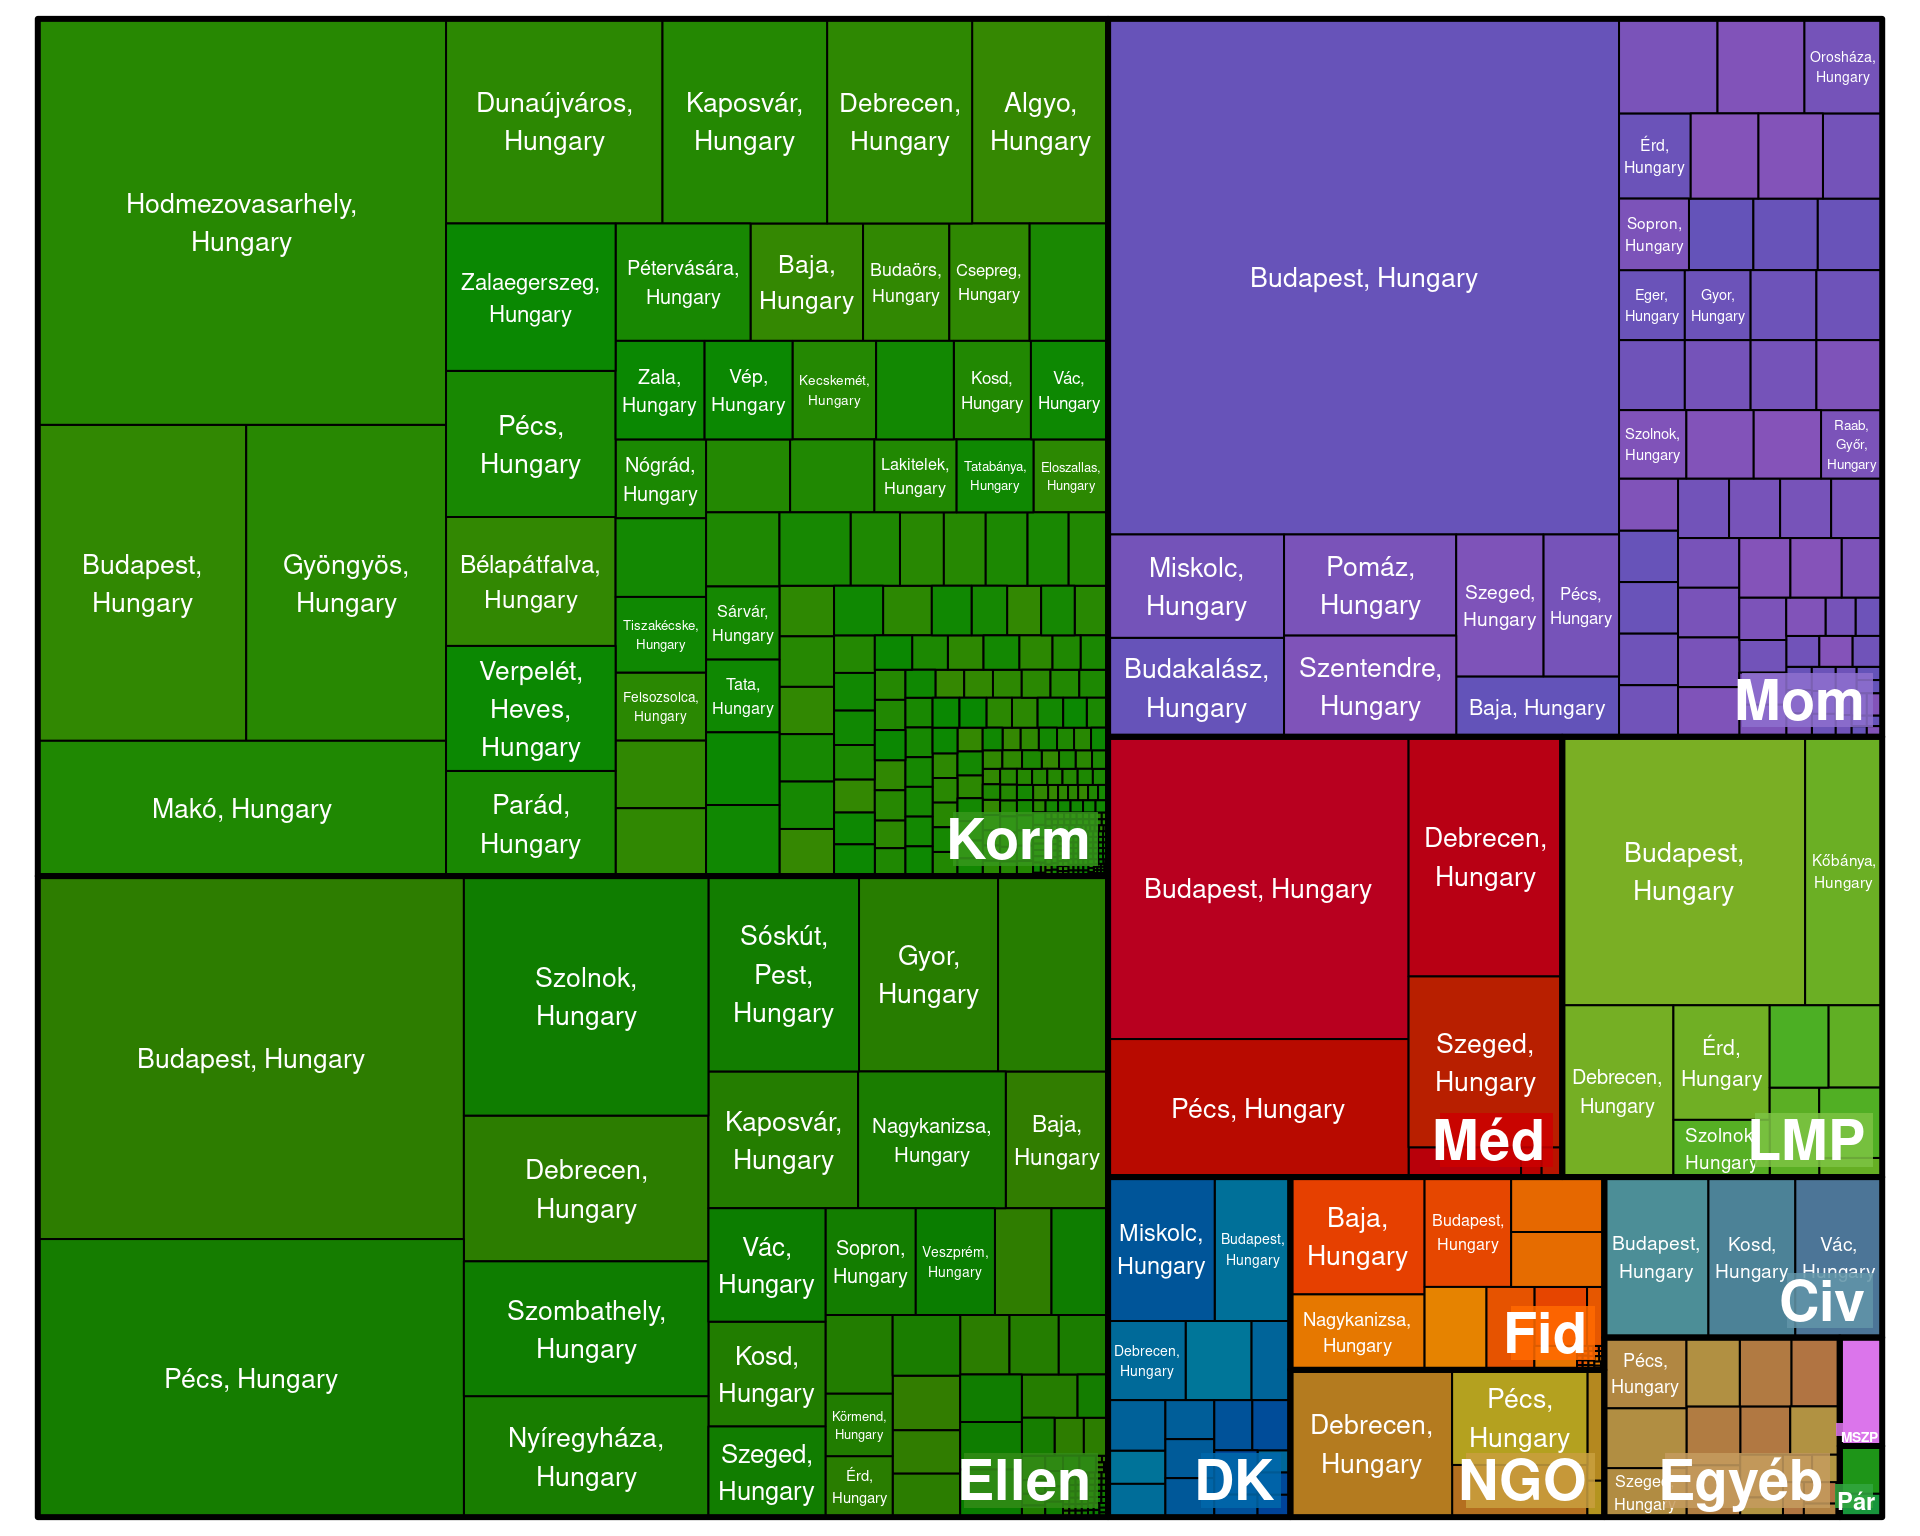 Hodmezovasarhely,
Hungary
Budapest,
Hungary
Gyöngyös,
Hungary
Makó, Hungary
Dunaújváros,
Hungary
Kaposvár,
Hungary
Debrecen,
Hungary
Algyo,
Hungary
Zalaegerszeg,
Hungary
Pécs,
Hungary
Bélapátfalva,
Hungary
Verpelét,
Heves,
Hungary
Parád,
Hungary
Pétervására,
Hungary
Baja,
Hungary
Budaörs,
Hungary
Csepreg,
Hungary
Zala,
Hungary
Vép,
Hungary
Kecskemét,
Hungary
Kosd,
Hungary
Vác,
Hungary
Nógrád,
Hungary
Lakitelek,
Hungary
Tatabánya,
Hungary
Eloszallas,
Hungary
Tiszakécske,
Hungary
Sárvár,
Hungary
Felsozsolca,
Hungary
Tata,
Hungary
Korm
Budapest, Hungary
Orosháza,
Hungary
Érd,
Hungary
Sopron,
Hungary
Eger,
Hungary
Gyor,
Hungary
Szolnok,
Hungary
Raab,
Győr,
Hungary
Miskolc,
Hungary
Pomáz,
Hungary
Szeged,
Hungary
Pécs,
Hungary
Budakalász,
Hungary
Szentendre,
Hungary
Baja, Hungary
Mom
Budapest, Hungary
Pécs, Hungary
Szolnok,
Hungary
Debrecen,
Hungary
Szombathely,
Hungary
Nyíregyháza,
Hungary
Sóskút,
Pest,
Hungary
Gyor,
Hungary
Kaposvár,
Hungary
Nagykanizsa,
Hungary
Baja,
Hungary
Vác,
Hungary
Sopron,
Hungary
Veszprém,
Hungary
Kosd,
Hungary
Körmend,
Hungary
Szeged,
Hungary
Érd,
Hungary
Ellen
Budapest, Hungary
Debrecen,
Hungary
Pécs, Hungary
Szeged,
Hungary
Méd
Budapest,
Hungary
Kőbánya,
Hungary
Debrecen,
Hungary
Érd,
Hungary
Szolnok
Hungary
LMP
Miskolc,
Hungary
Budapest,
Hungary
Debrecen,
Hungary
DK
Baja,
Hungary
Budapest,
Hungary
Nagykanizsa,
Hungary
Fid
Budapest,
Hungary
Kosd,
Hungary
Vác,
Hungary
Civ
Debrecen,
Hungary
Pécs,
Hungary
NGO
Pécs,
Hungary
Szeged
Hungary
Egyéb
MSZP
Pár